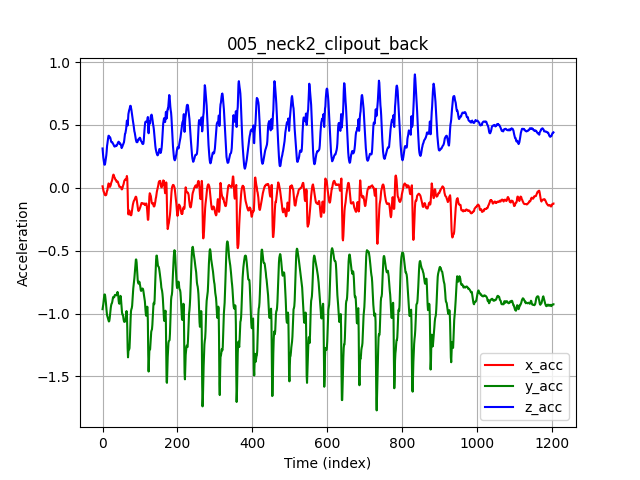 005_neck2_clipout_back
1.0
0.5
0.0
−0.5
−1.0
−1.5
Acceleration
0
200
400
600
800
1000
1200
Time (index)
x_acc
y_acc
z_acc